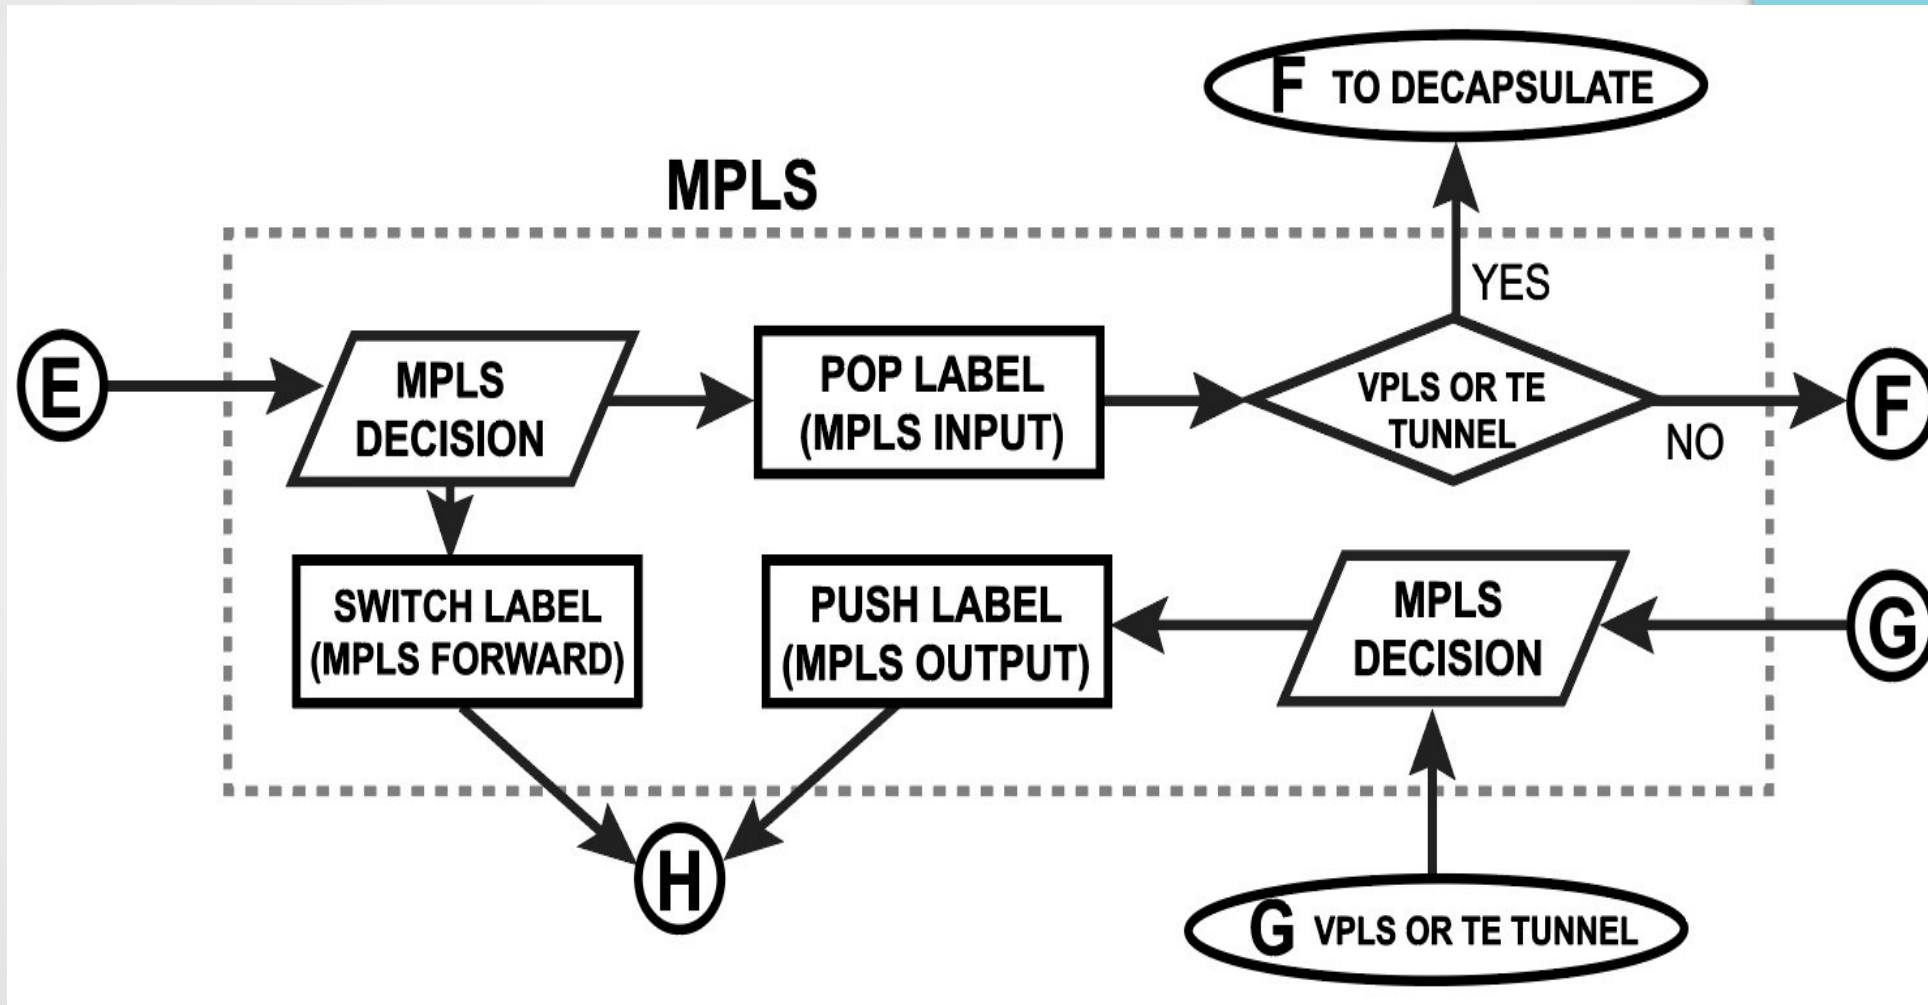 F TO DECAPSULATE
MPLS
YES
E
MPLS
DECISION
POP LABEL
(MPLS INPUT)
VPLS OR TE
TUNNEL
NO
F
SWITCH LABEL
(MPLS FORWARD)
PUSH LABEL
(MPLS OUTPUT)
MPLS
DECISION
G
H
G VPLS OR TE TUNNEL